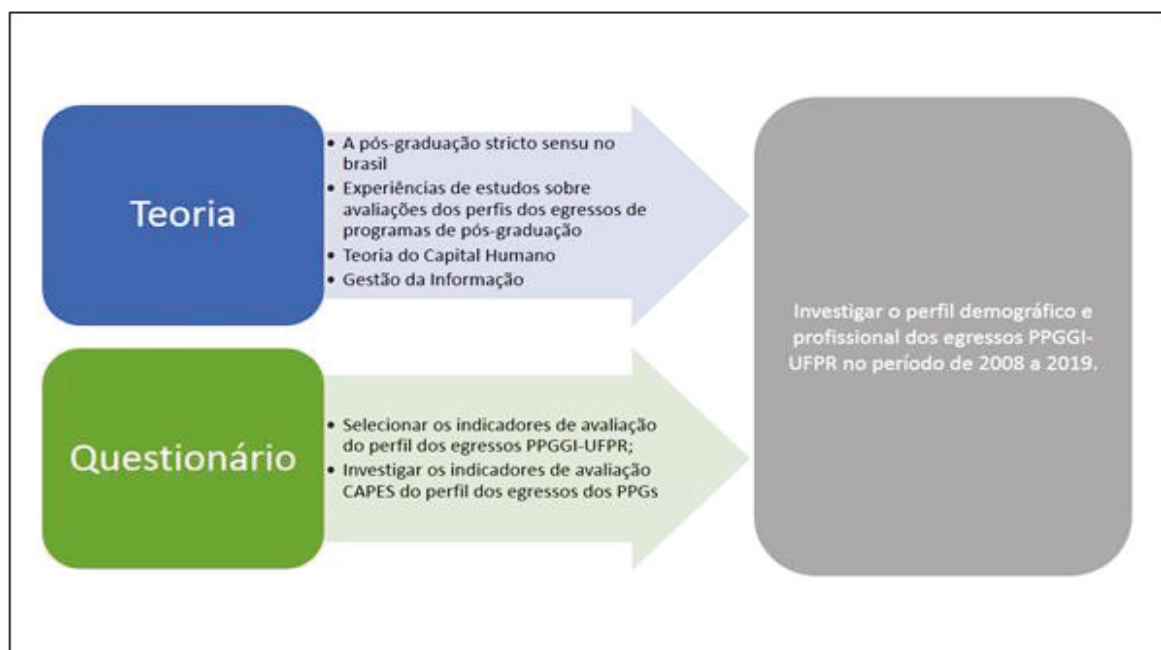 Teoria
• A pós-graduação stricto sensu no
brasil
• Experiências de estudos sobre
avaliações dos perfis dos egressos de
programas de pós-graduação
• Teoria do Capital Humano
• Gestão da Informação
Questionário
• Selecionar os indicadores de avaliação
do perfil dos egressos PPGGI-UFPR;
• Investigar os indicadores de avaliação
CAPES do perfil dos egressos dos PPGs
Investigar o perfil demográfico e
profissional dos egressos PPGGI-
UFPR no período de 2008 a 2019.